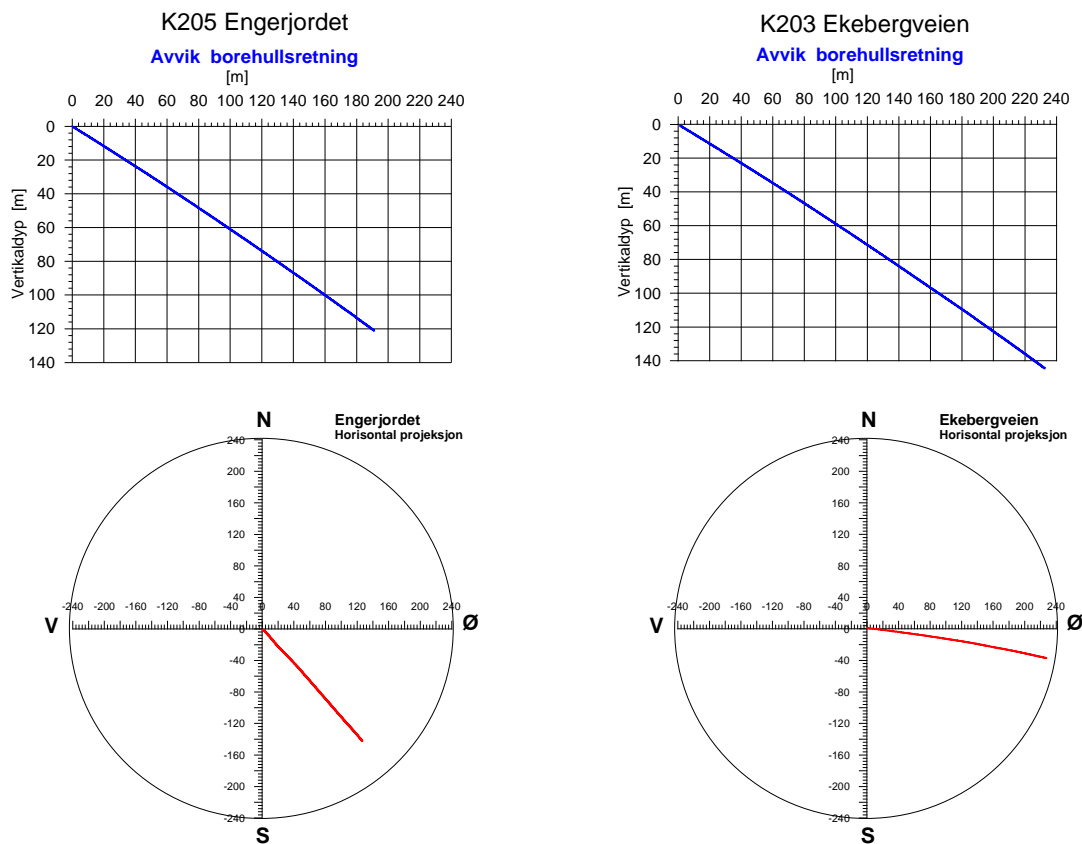 K205 Engerjordet
Avvik borehullsretning
[m]
0 20 40 60 80 100 120 140 160 180 200 220 240
0
20
40
60
80
100
120
140
Vertikaldyp [m]
K203 Ekebergveien
Avvik borehullsretning
[m]
0 20 40 60 80 100 120 140 160 180 200 220 240
0
20
40
60
80
100
120
140
Vertikaldyp [m]
N
Engerjordet
Horisontal projeksjon
240
200
160
120
80
40
-240 -200 -160 -120 -80 -40 0 40 80 120 160 200 240
V
Ø
0
-40
-80
-120
-160
-200
-240
S
N
Ekebergveien
Horisontal projeksjon
240
200
160
120
80
40
-240 -200 -160 -120 -80 -40 0 40 80 120 160 200 240
V
Ø
0
-40
-80
-120
-160
-200
-240
S